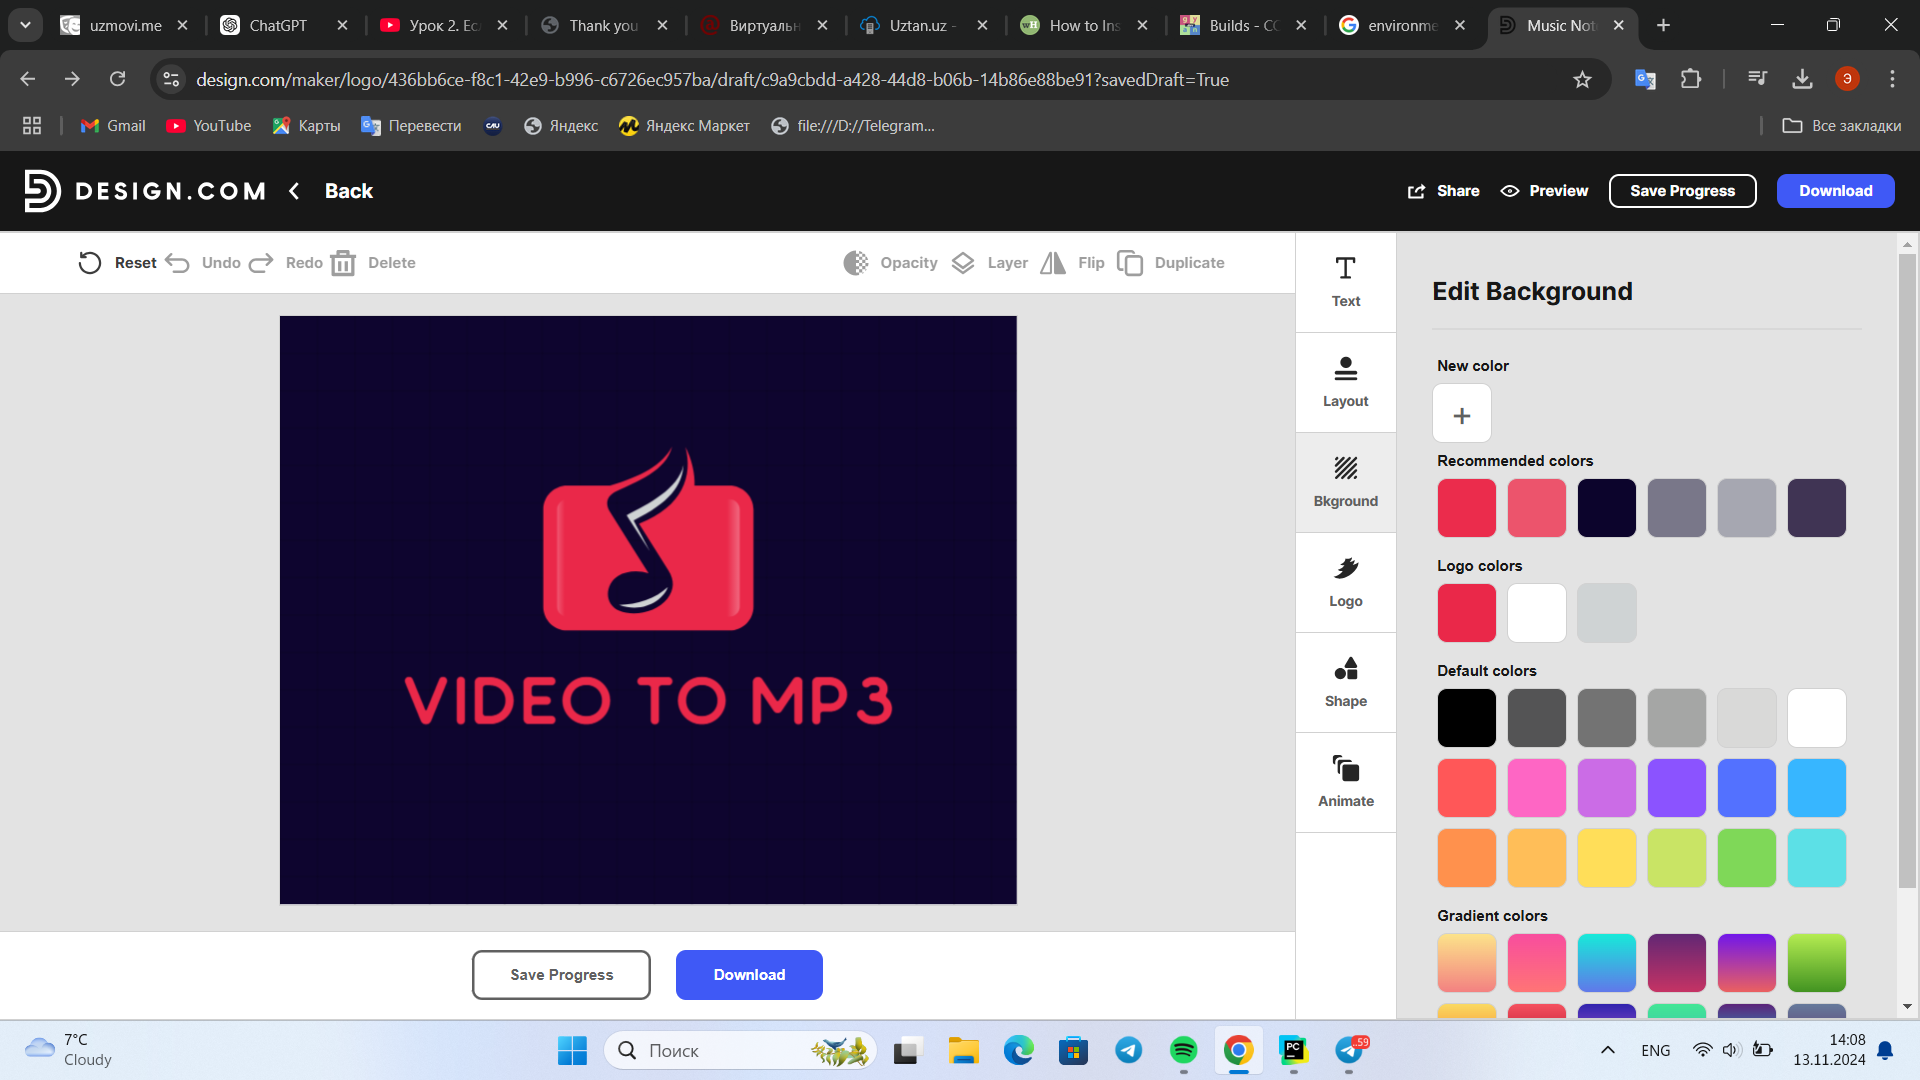 uzmovi.me
ChatGPT
Урок 2. Есл
Thank you
Виртуальн
Uztan.uz -
How to Ins
Builds - CC
environme
Music Not
design.com/maker/logo/436bb6ce-f8c1-42e9-b996-c6726ec957ba/draft/c9a9cbdd-a428-44d8-b06b-14b86e88be91?savedDraft=True
Э
Gmail
YouTube
Карты
Перевести
CAU
Яндекс
Яндекс Маркет
file:///D://Telegram...
Все закладки
DESIGN.COM
Back
Share
Preview
Save Progress
Download
Reset
Undo
Redo
Delete
Opacity
Layer
Flip
Duplicate
Text
Layout
Bkground
Logo
Shape
Animate
Edit Background
New color
Recommended colors
Logo colors
Default colors
Gradient colors
VIDEO TO MP3
Save Progress
Download
7°C
Cloudy
Поиск
PC
59
ENG
14:08
13.11.2024